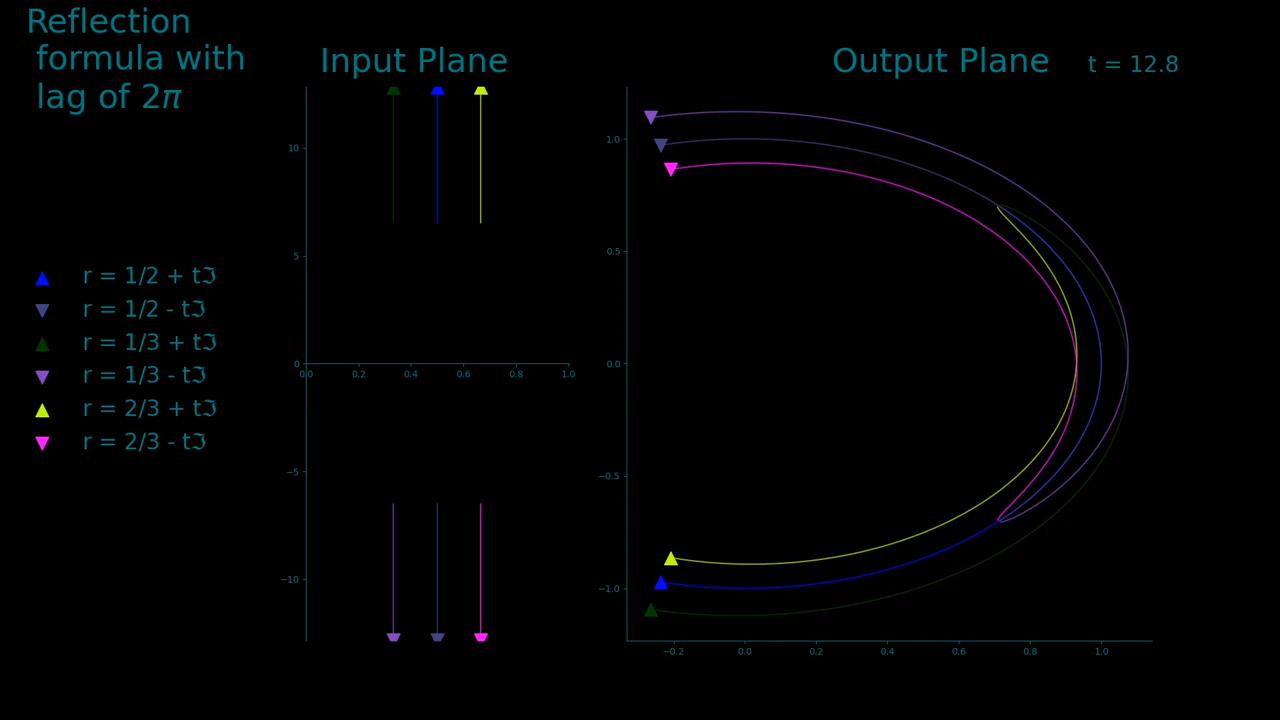 Reflection
formula with
lag of 2π
Input Plane
Output Plane
t = 12.8
r = 1/2 + tℑ
r = 1/2 - tℑ
r = 1/3 + tℑ
r = 1/3 - tℑ
r = 2/3 + tℑ
r = 2/3 - tℑ
10
5
0
−5
−10
0.0 0.2 0.4 0.6 0.8 1.0
1.0
0.5
0.0
−0.5
−1.0
−0.2 0.0 0.2 0.4 0.6 0.8 1.0